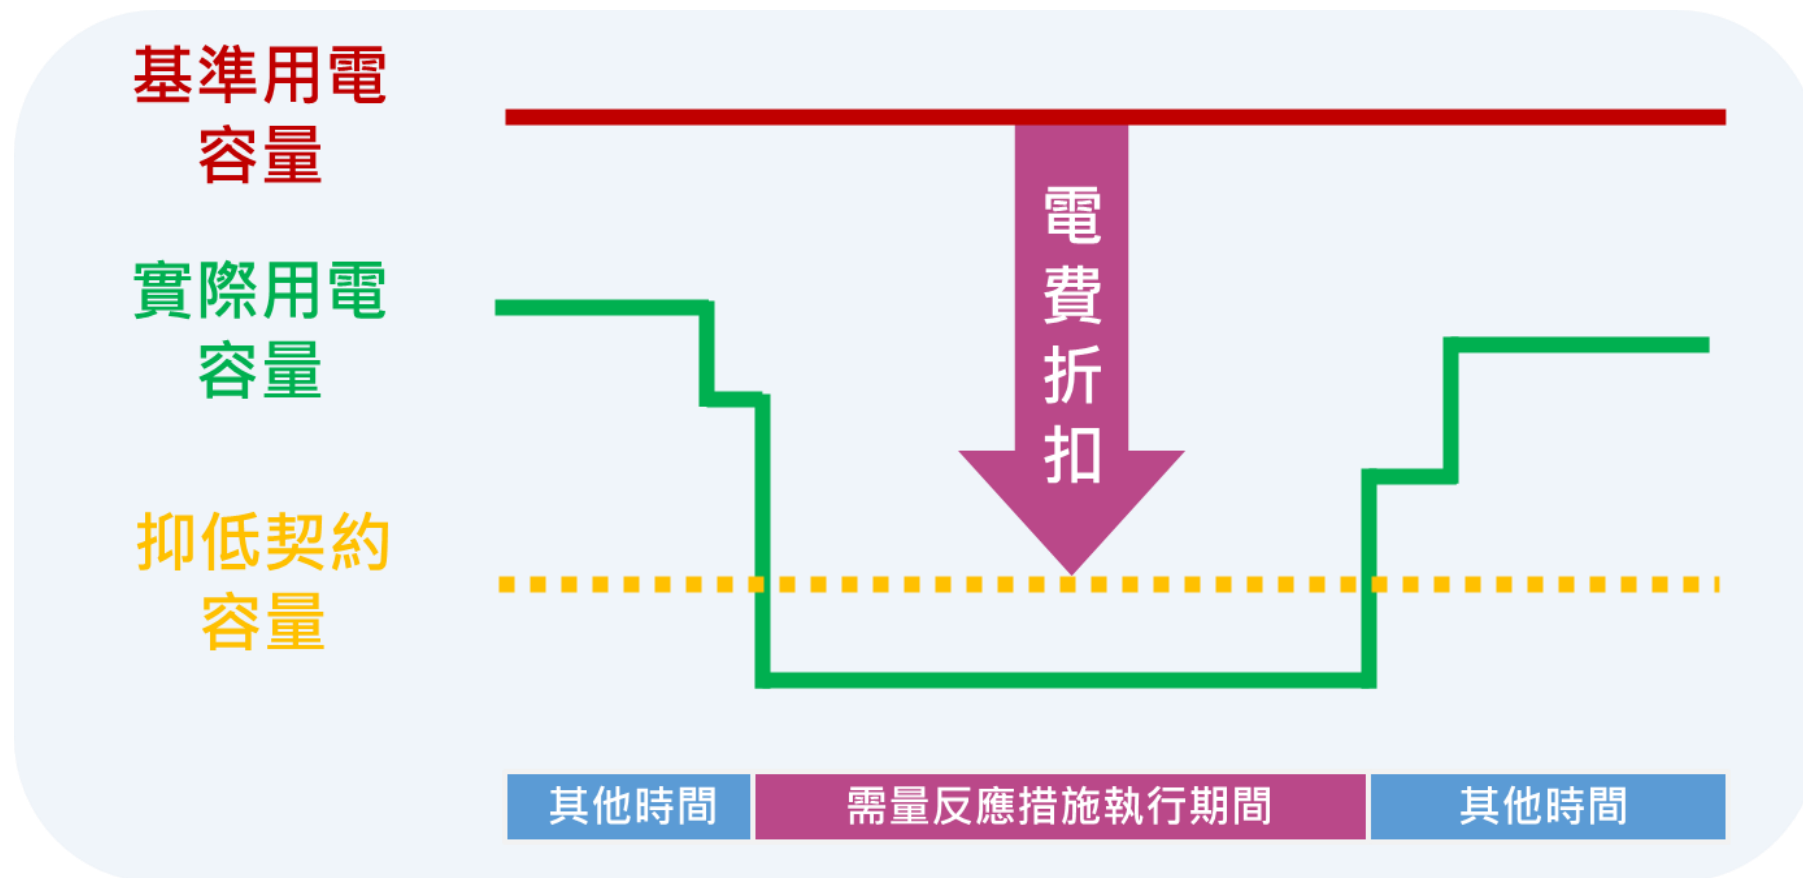 基準用電
容量
實際用電
容量
抑低契約
容量
電
費
折
扣
其他時間
需量反應措施執行期間
其他時間